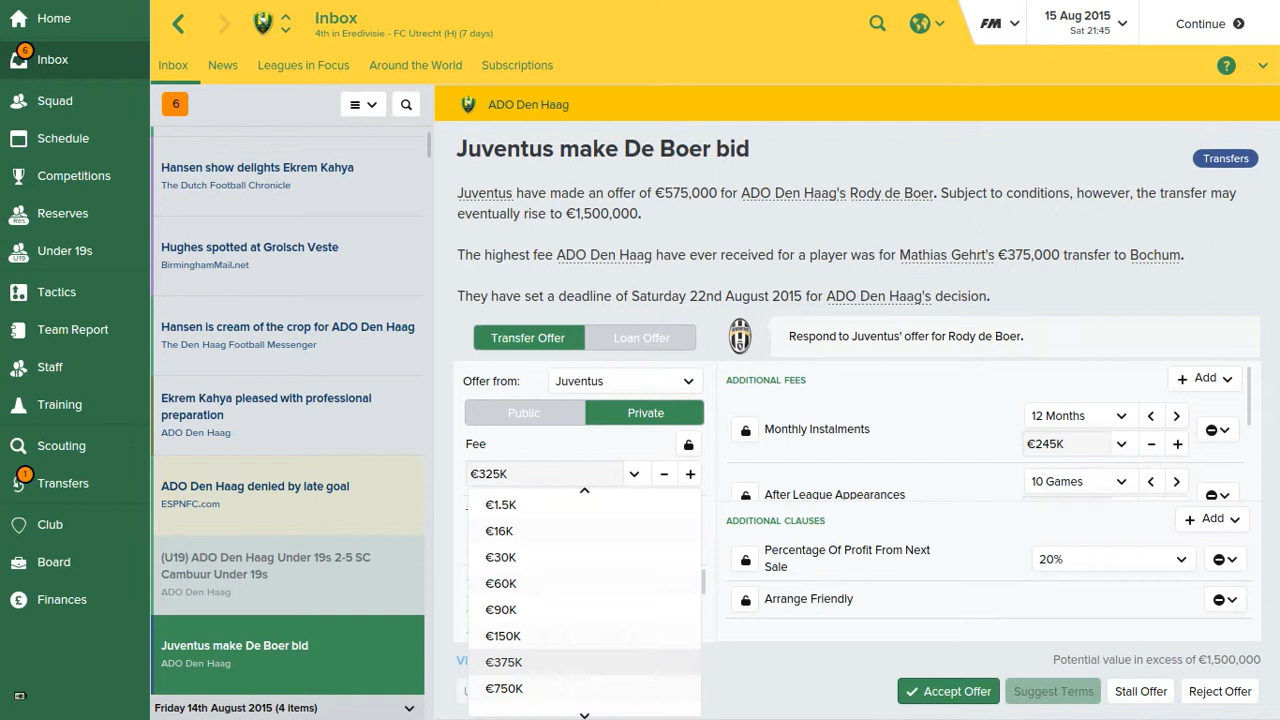 Home
Inbox
4th in Eredivisie - FC Utrecht (H) (7 days)
FM
15 Aug 2015
Sat 21:45
Continue
6
Inbox
Inbox
News
Leagues in Focus
Around the World
Subscriptions
?
Squad
Schedule
Competitions
Res
Reserves
U19
Under 19s
Tactics
Team Report
Staff
Training
Scouting
1
Transfers
Club
Board
Finances
6
Hansen show delights Ekrem Kahya
The Dutch Football Chronicle
Hughes spotted at Grolsch Veste
BirminghamMail.net
Hansen is cream of the crop for ADO Den Haag
The Den Haag Football Messenger
Ekrem Kahya pleased with professional
preparation
ADO Den Haag
ADO Den Haag denied by late goal
ESPNFC.com
(U19) ADO Den Haag Under 19s 2-5 SC
Cambuur Under 19s
ADO Den Haag
Juventus make De Boer bid
ADO Den Haag
Friday 14th August 2015 (4 items)
ADO Den Haag
Juventus make De Boer bid
Transfers
Juventus have made an offer of €575,000 for ADO Den Haag's Rody de Boer. Subject to conditions, however, the transfer may
eventually rise to €1,500,000.
The highest fee ADO Den Haag have ever received for a player was for Mathias Gehrt's €375,000 transfer to Bochum.
They have set a deadline of Saturday 22nd August 2015 for ADO Den Haag's decision.
Transfer Offer
Loan Offer
Respond to Juventus' offer for Rody de Boer.
Offer from:
Juventus
Public
Private
Fee
€325K
€1.5K
€16K
€30K
€60K
€90K
€150K
€375K
€750K
ADDITIONAL FEES
Add
Monthly Instalments
12 Months
€245K
After League Appearances
10 Games
ADDITIONAL CLAUSES
Add
Percentage Of Profit From Next
Sale
20%
Arrange Friendly
Potential value in excess of €1,500,000
Accept Offer
Suggest Terms
Stall Offer
Reject Offer